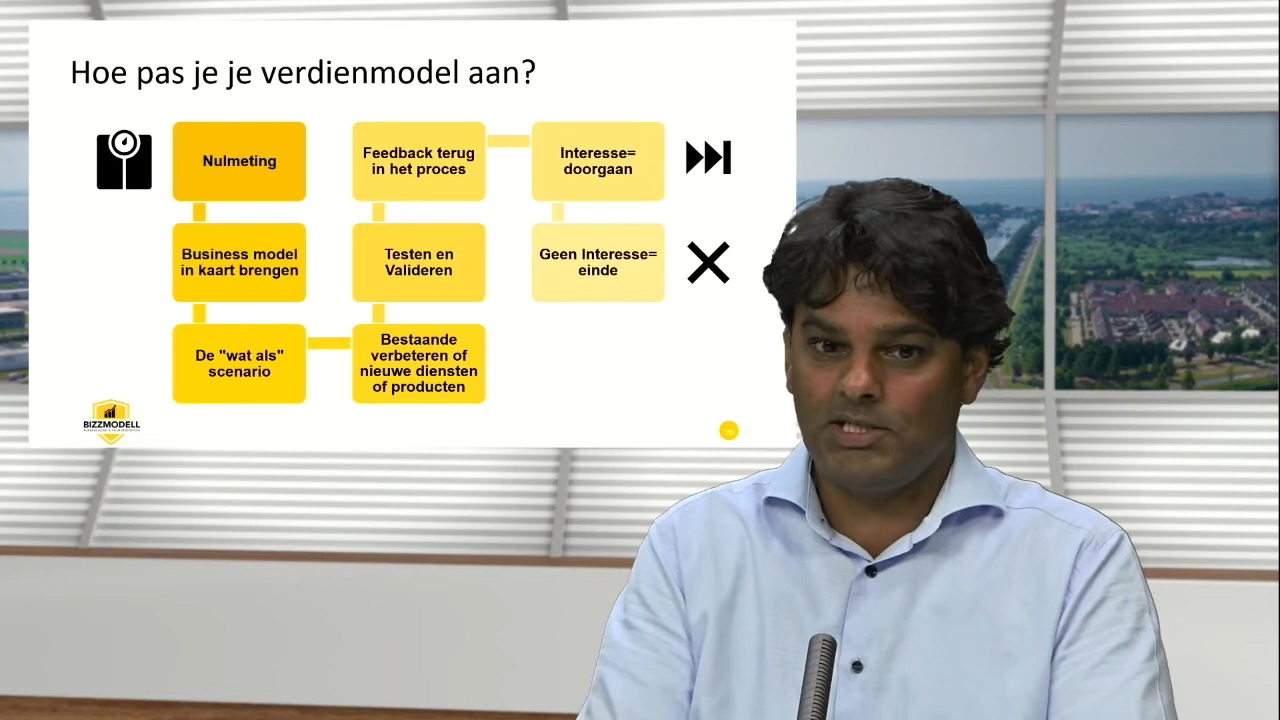 Hoe pas je je verdienmodel aan?
Nulmeting
Business model
in kaart brengen
De "wat als"
scenario
Feedback terug
in het proces
Testen en
Valideren
Bestaande
verbeteren of
nieuwe diensten
of producten
Interesse=
doorgaan
Geen Interesse=
einde
BIZZMODELL